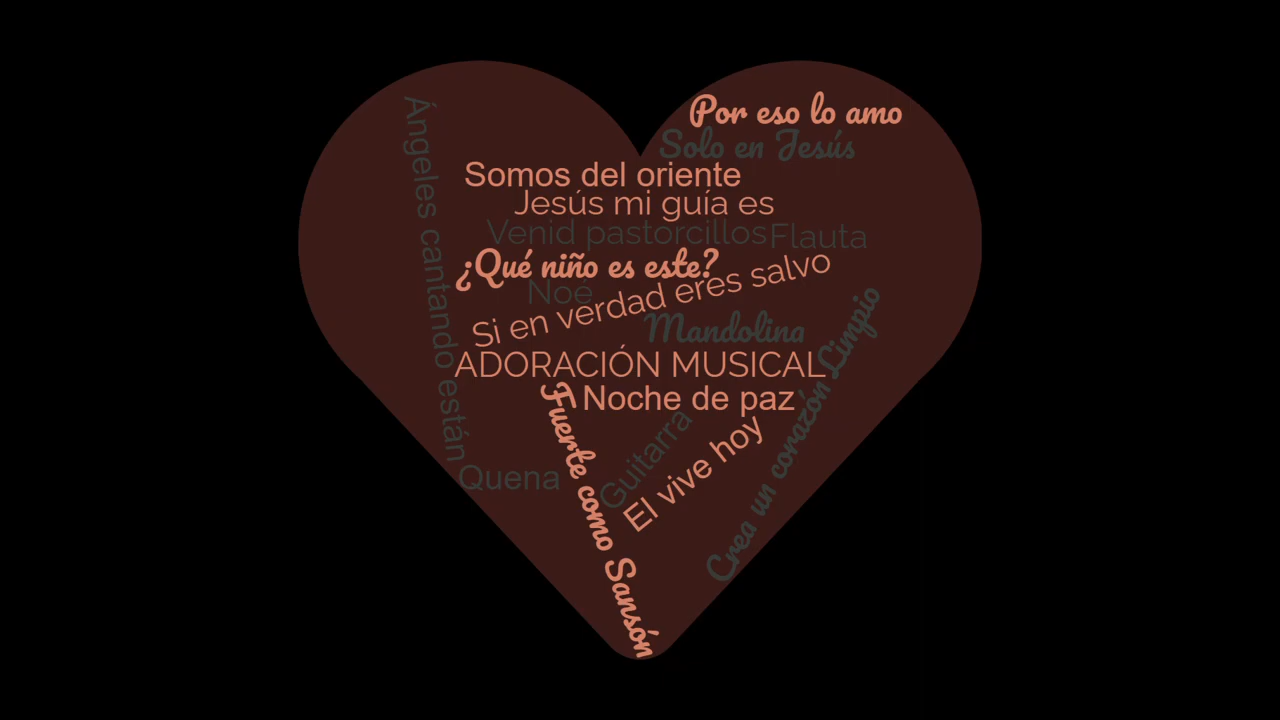 Por eso lo amo
Solo en Jesús
Ángeles cantando están
Somos del oriente
Jesús mi guía es
Venid pastorcillos
Flauta
¿Qué niño es este?
Noé
Si en verdad eres salvo
Mandolina
ADORACIÓN MUSICAL
Noche de paz
Fuerte como Sansón
Guitarra
El vive hoy
Crea un corazón Limpio
Quena